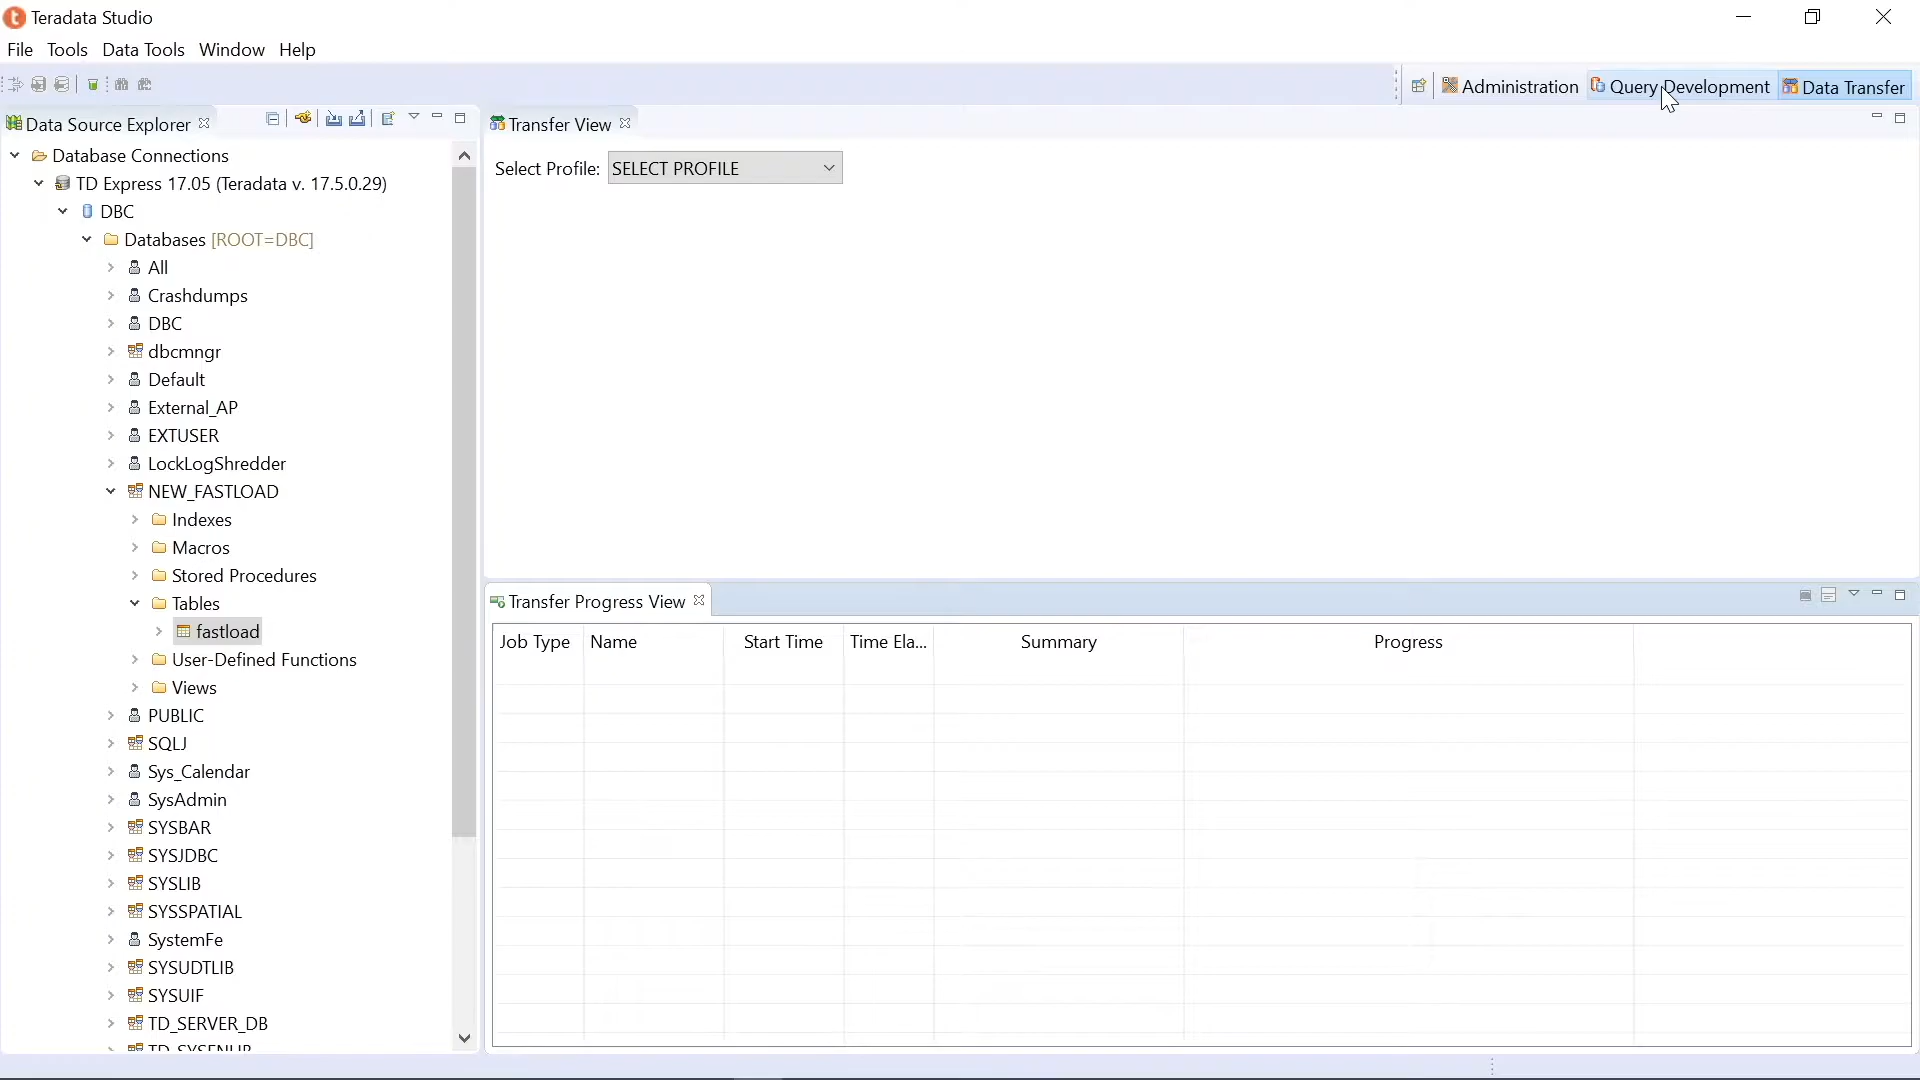 Teradata Studio
File Tools Data Tools Window Help
Administration Query Development Data Transfer
Data Source Explorer
Database Connections
TD Express 17.05 (Teradata v. 17.5.0.29)
DBC
Databases [ROOT=DBC]
All
Crashdumps
DBC
dbcmngr
Default
External_AP
EXTUSER
LockLogShredder
NEW_FASTLOAD
Indexes
Macros
Stored Procedures
Tables
fastload
User-Defined Functions
Views
PUBLIC
SQLJ
Sys_Calendar
SysAdmin
SYSBAR
SYSJDBC
SYSLIB
SYSSPATIAL
SystemFe
SYSUDTLIB
SYSUIF
TD_SERVER_DB
Transfer View
Select Profile: SELECT PROFILE
Transfer Progress View
Job Type Name Start Time Time Ela... Summary Progress